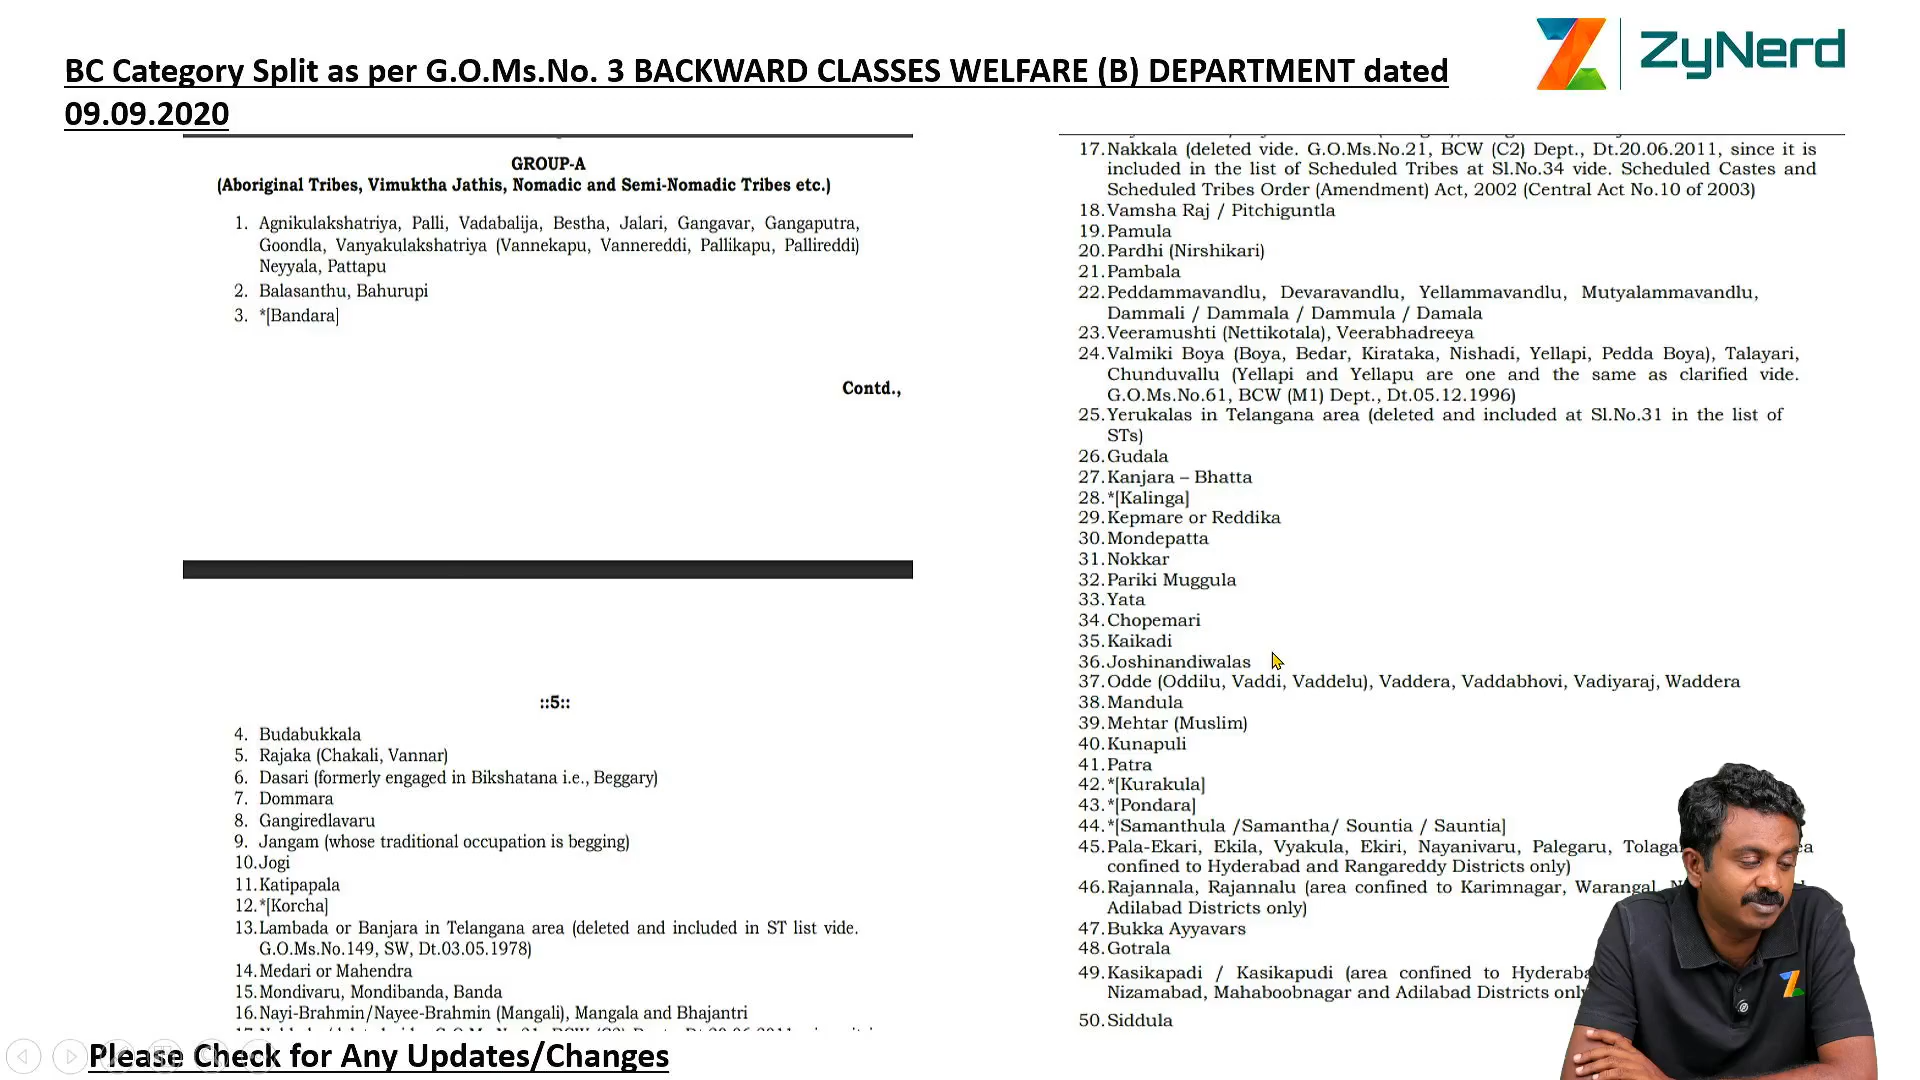 BC Category Split as per G.O.Ms.No. 3 BACKWARD CLASSES WELFARE (B) DEPARTMENT dated
09.09.2020
ZyNerd
GROUP-A
(Aboriginal Tribes, Vimuktha Jathis, Nomadic and Semi-Nomadic Tribes etc.)
1. Agnikulakshatriya, Palli, Vadabalija, Bestha, Jalari, Gangavar, Gangaputra,
Goondla, Vanyakulakshatriya (Vannekapu, Vannereddi, Pallikapu, Pallireddi)
Neyyala, Pattapu
2. Balasanthu, Bahurupi
3. *[Bandara]
Contd.,
::5::
4. Budabukkala
5. Rajaka (Chakali, Vannar)
6. Dasari (formerly engaged in Bikshatana i.e., Beggary)
7. Dommara
8. Gangiredlavaru
9. Jangam (whose traditional occupation is begging)
10.Jogi
11.Katipapala
12.*[Korcha]
13.Lambada or Banjara in Telangana area (deleted and included in ST list vide.
G.O.Ms.No.149, SW, Dt.03.05.1978)
14.Medari or Mahendra
15.Mondivaru, Mondibanda, Banda
16.Nayi-Brahmin/Nayee-Brahmin (Mangali), Mangala and Bhajantri
17.Nakkala (deleted vide. G.O.Ms.No.21, BCW (C2) Dept., Dt.20.06.2011, since it is
included in the list of Scheduled Tribes at Sl.No.34 vide. Scheduled Castes and
Scheduled Tribes Order (Amendment) Act, 2002 (Central Act No.10 of 2003)
18.Vamsha Raj / Pitchiguntla
19.Pamula
20.Pardhi (Nirshikari)
21.Pambala
22.Peddammavandlu, Devaravandlu, Yellammavandlu, Mutyalammavandlu,
Dammali / Dammala / Dammula / Damala
23.Veeramushti (Nettikotala), Veerabhadreeya
24.Valmiki Boya (Boya, Bedar, Kirataka, Nishadi, Yellapi, Pedda Boya), Talayari,
Chunduvallu (Yellapi and Yellapu are one and the same as clarified vide.
G.O.Ms.No.61, BCW (M1) Dept., Dt.05.12.1996)
25.Yerukalas in Telangana area (deleted and included at Sl.No.31 in the list of
STs)
26.Gudala
27.Kanjara – Bhatta
28.*[Kalinga]
29.Kepmare or Reddika
30.Mondepatta
31.Nokkar
32.Pariki Muggula
33.Yata
34.Chopemari
35.Kaikadi
36.Joshinandiwalas
37.Odde (Oddilu, Vaddi, Vaddelu), Vaddera, Vaddabhovi, Vadiyaraj, Waddera
38.Mandula
39.Mehtar (Muslim)
40.Kunapuli
41.Patra
42.*[Kurakula]
43.*[Pondara]
44.*[Samanthula /Samantha/ Sountia / Sauntia]
45.Pala-Ekari, Ekila, Vyakula, Ekiri, Nayanivaru, Palegaru,
confined to Hyderabad and Rangareddy Districts only)
46.Rajannala, Rajannalu (area confined to Karimnagar, Warangal,
Adilabad Districts only)
47.Bukka Ayyavars
48.Gotrala
49.Kasikapadi / Kasikapudi (area confined to
Nizamabad, Mahaboobnagar and Adilabad Districts
50.Siddula
Please Check for Any Updates/Changes